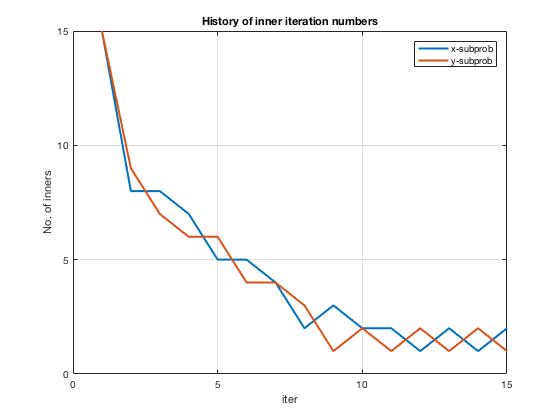 History of inner iteration numbers
x-subprob
y-subprob
15
10
5
0
No. of inners
0 5 10 15
iter